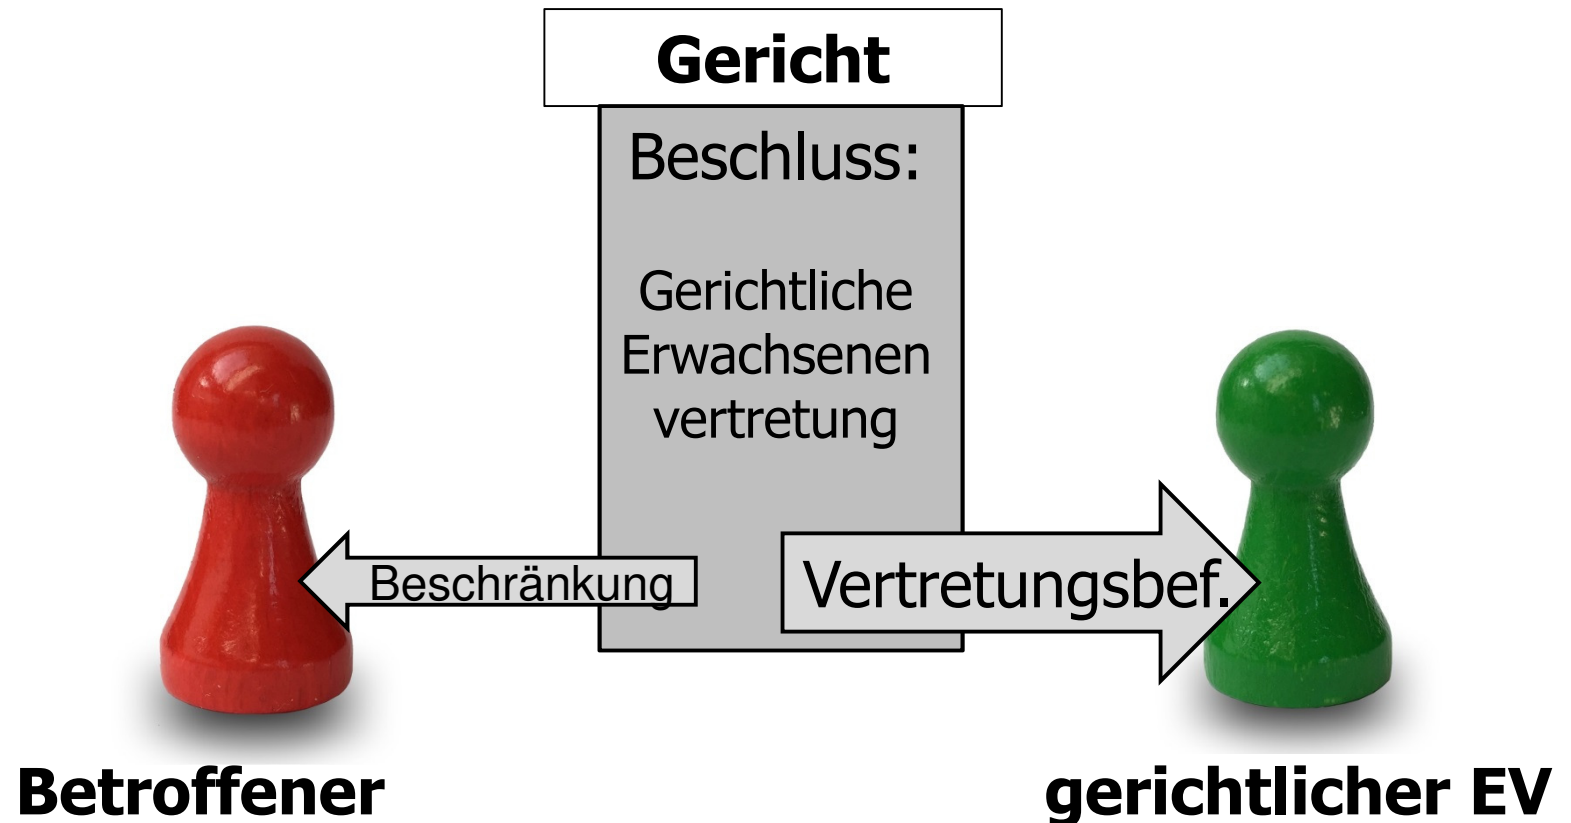 Gericht
Beschluss:
Gerichtliche
Erwachsenen
vertretung
Beschränkung
Vertretungsbef.
Betroffener
gerichtlicher EV